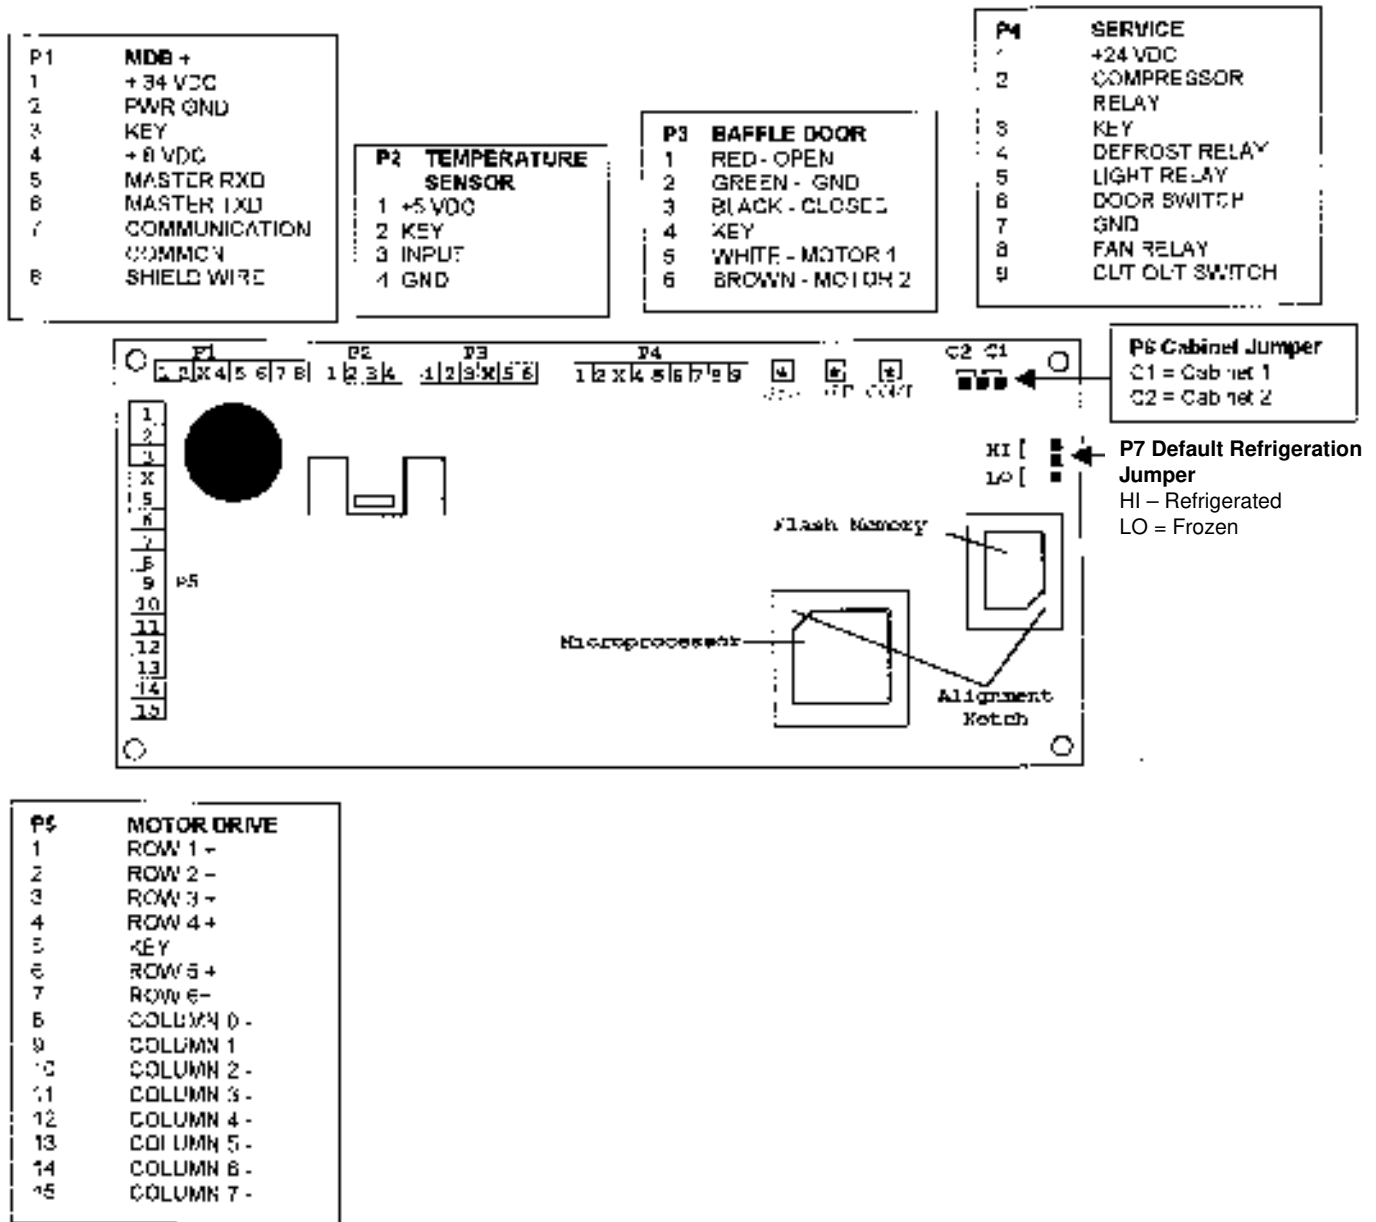 P1 MDB +
1 + 34 VDC
2 PWR GND
3 KEY
4 + 8 VDC
5 MASTER RXD
6 MASTER TXD
7 COMMUNICATION
COMMON
8 SHIELD WIRE
P2 TEMPERATURE
SENSOR
1 +5 VDC
2 KEY
3 INPUT
4 GND
P3 BAFFLE DOOR
1 RED - OPEN
2 GREEN - GND
3 BLACK - CLOSED
4 KEY
5 WHITE - MOTOR 1
6 BROWN - MOTOR 2
P4 SERVICE
1 +24 VDC
2 COMPRESSOR
RELAY
3 KEY
4 DEFROST RELAY
5 LIGHT RELAY
6 DOOR SWITCH
7 GND
8 FAN RELAY
9 CUT OUT SWITCH
P1 P2 P3 P4 C2 C1
1 2 X 4 5 6 7 8 1 2 3 4 1 2 3 X 5 6 1 2 X 4 5 6 7 8 9
P6 Cabinet Jumper
C1 = Cabinet 1
C2 = Cabinet 2
HI
LO
P7 Default Refrigeration
Jumper
HI – Refrigerated
LO = Frozen
1
2
3
X
5
6
7
8
9 P5
10
11
12
13
14
15
Flash Memory
Microprocessor
Alignment
Notch
P5 MOTOR DRIVE
1 ROW 1 +
2 ROW 2 –
3 ROW 3 +
4 ROW 4 +
5 KEY
6 ROW 5 +
7 ROW 6–
8 COLUMN 0 -
9 COLUMN 1
10 COLUMN 2 -
11 COLUMN 3 -
12 COLUMN 4 -
13 COLUMN 5 -
14 COLUMN 6 -
15 COLUMN 7 -